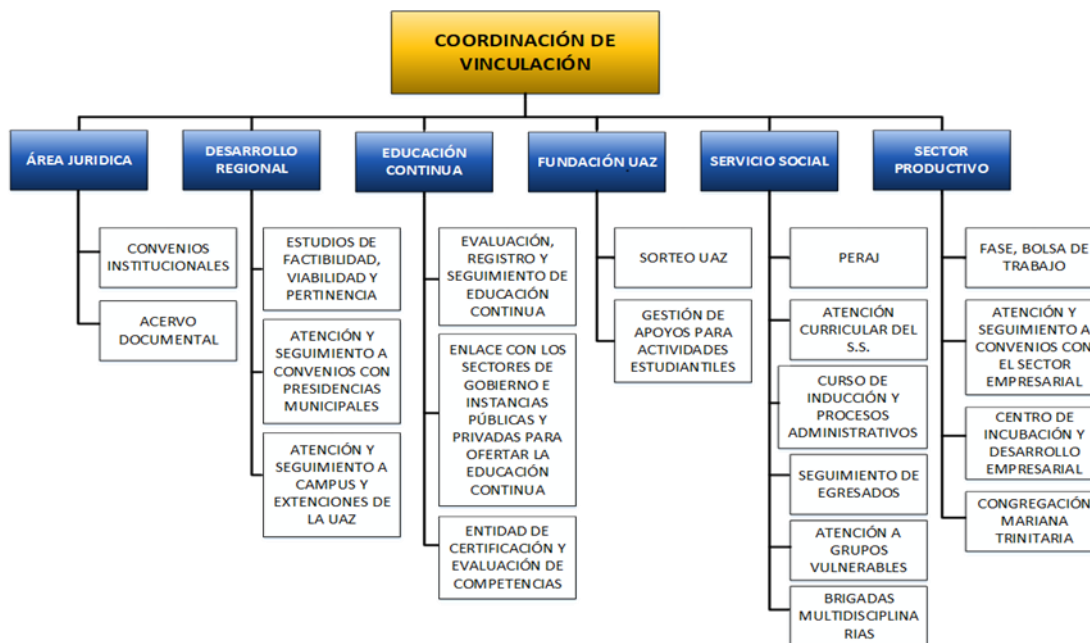 COORDINACIÓN DE
VINCULACIÓN
ÁREA JURIDICA
CONVENIOS
INSTITUCIONALES
ACERVO
DOCUMENTAL
DESARROLLO
REGIONAL
ESTUDIOS DE
FACTIBILIDAD,
VIABILIDAD Y
PERTINENCIA
ATENCIÓN Y
SEGUIMIENTO A
CONVENIOS CON
PRESIDENCIAS
MUNICIPALES
ATENCIÓN Y
SEGUIMIENTO A
CAMPUS Y
EXTENCIONES DE
LA UAZ
EDUCACIÓN
CONTINUA
EVALUACIÓN,
REGISTRO Y
SEGUIMIENTO DE
EDUCACIÓN
CONTINUA
ENLACE CON LOS
SECTORES DE
GOBIERNO E
INSTANCIAS
PÚBLICAS Y
PRIVADAS PARA
OFERTAR LA
EDUCACIÓN
CONTINUA
ENTIDAD DE
CERTIFICACIÓN Y
EVALUACIÓN DE
COMPETENCIAS
FUNDACIÓN UAZ
SORTEO UAZ
GESTIÓN DE
APOYOS PARA
ACTIVIDADES
ESTUDIANTILES
SERVICIO SOCIAL
PERAJ
ATENCIÓN
CURRICULAR DEL
S.S.
CURSO DE
INDUCCIÓN Y
PROCESOS
ADMINISTRATIVOS
SEGUIMIENTO DE
EGRESADOS
ATENCIÓN A
GRUPOS
VULNERABLES
BRIGADAS
MULTIDISCIPLINA
RIAS
SECTOR
PRODUCTIVO
FASE, BOLSA DE
TRABAJO
ATENCIÓN Y
SEGUIMIENTO A
CONVENIOS CON
EL SECTOR
EMPRESARIAL
CENTRO DE
INCUBACIÓN Y
DESARROLLO
EMPRESARIAL
CONGREGACIÓN
MARIANA
TRINITARIA